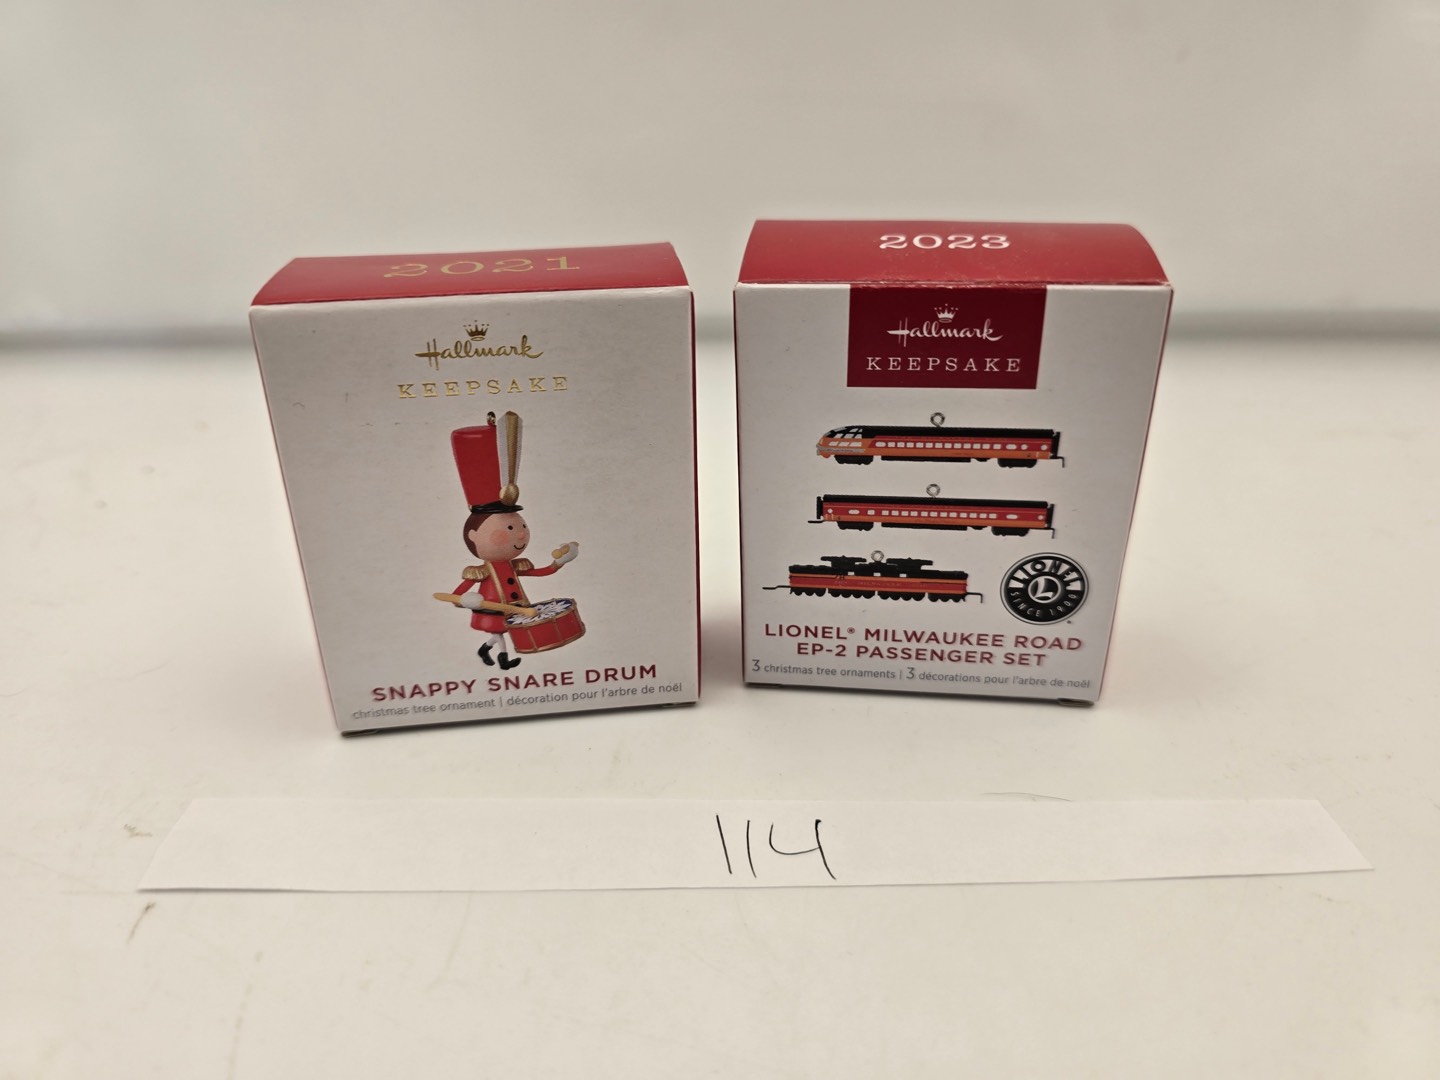 2021
Hallmark
KEEPSAKE
SNAPPY SNARE DRUM
christmas tree ornament | décoration pour l'arbre de noël
2023
Hallmark
KEEPSAKE
LIONEL
L
SINCE 1900
LIONEL® MILWAUKEE ROAD
EP-2 PASSENGER SET
3 christmas tree ornaments | 3 décorations pour l'arbre de noël
114